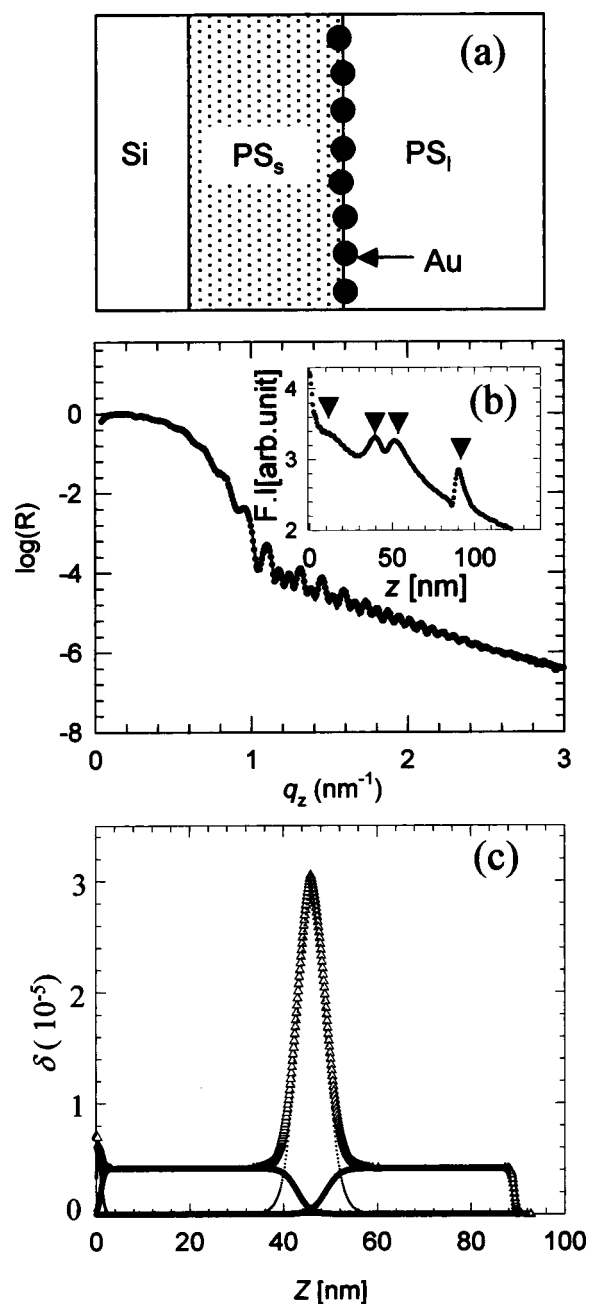 (a)
Si
PSs
PSl
Au
(b)
F.I[arb.unit]
4
3
2
0
50
100
z [nm]
log(R)
0
-2
-4
-6
-8
0
1
2
3
qz (nm-1)
(c)
δ ( 10-5)
3
2
1
0
0
20
40
60
80
100
Z [nm]